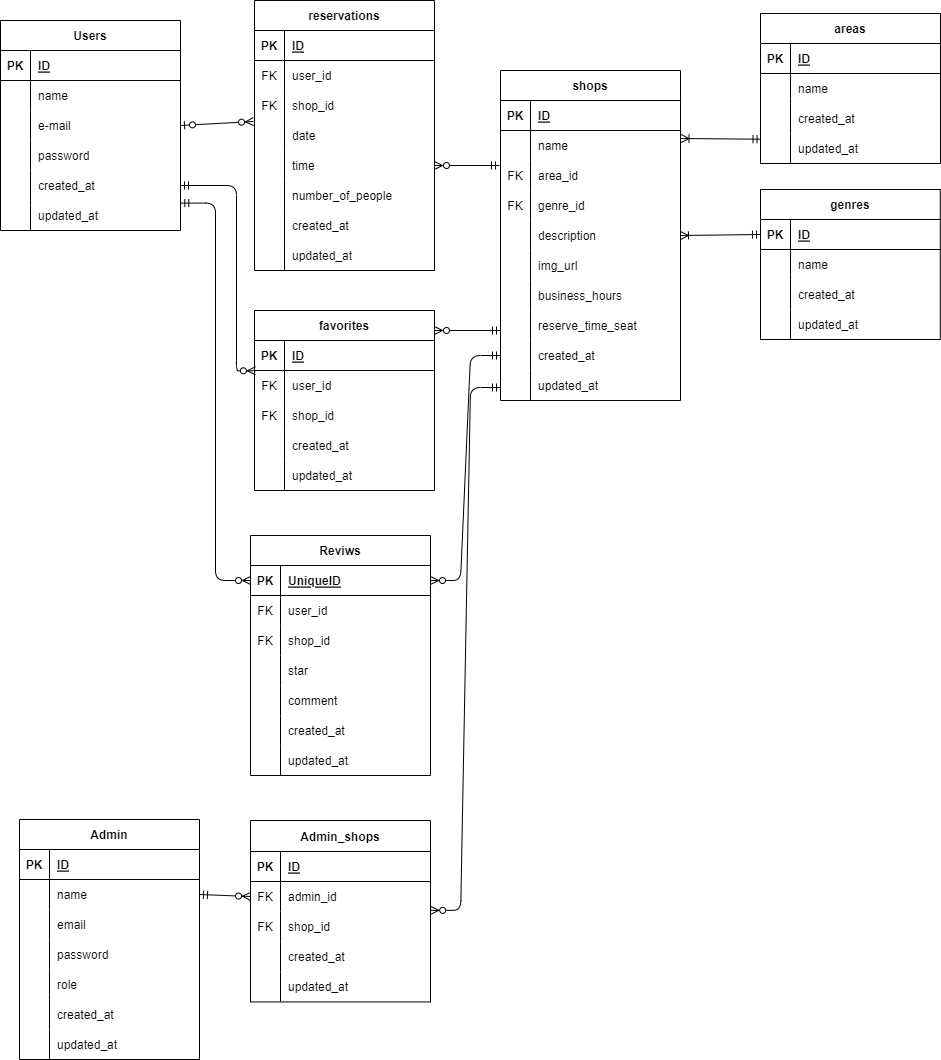 Users
PK ID
name
e-mail
password
created_at
updated_at
reservations
PK ID
FK user_id
FK shop_id
date
time
number_of_people
created_at
updated_at
favorites
PK ID
FK user_id
FK shop_id
created_at
updated_at
Reviws
PK UniqueID
FK user_id
FK shop_id
star
comment
created_at
updated_at
Admin
PK ID
name
email
password
role
created_at
updated_at
Admin_shops
PK ID
FK admin_id
FK shop_id
created_at
updated_at
shops
PK ID
name
FK area_id
FK genre_id
description
img_url
business_hours
reserve_time_seat
created_at
updated_at
areas
PK ID
name
created_at
updated_at
genres
PK ID
name
created_at
updated_at